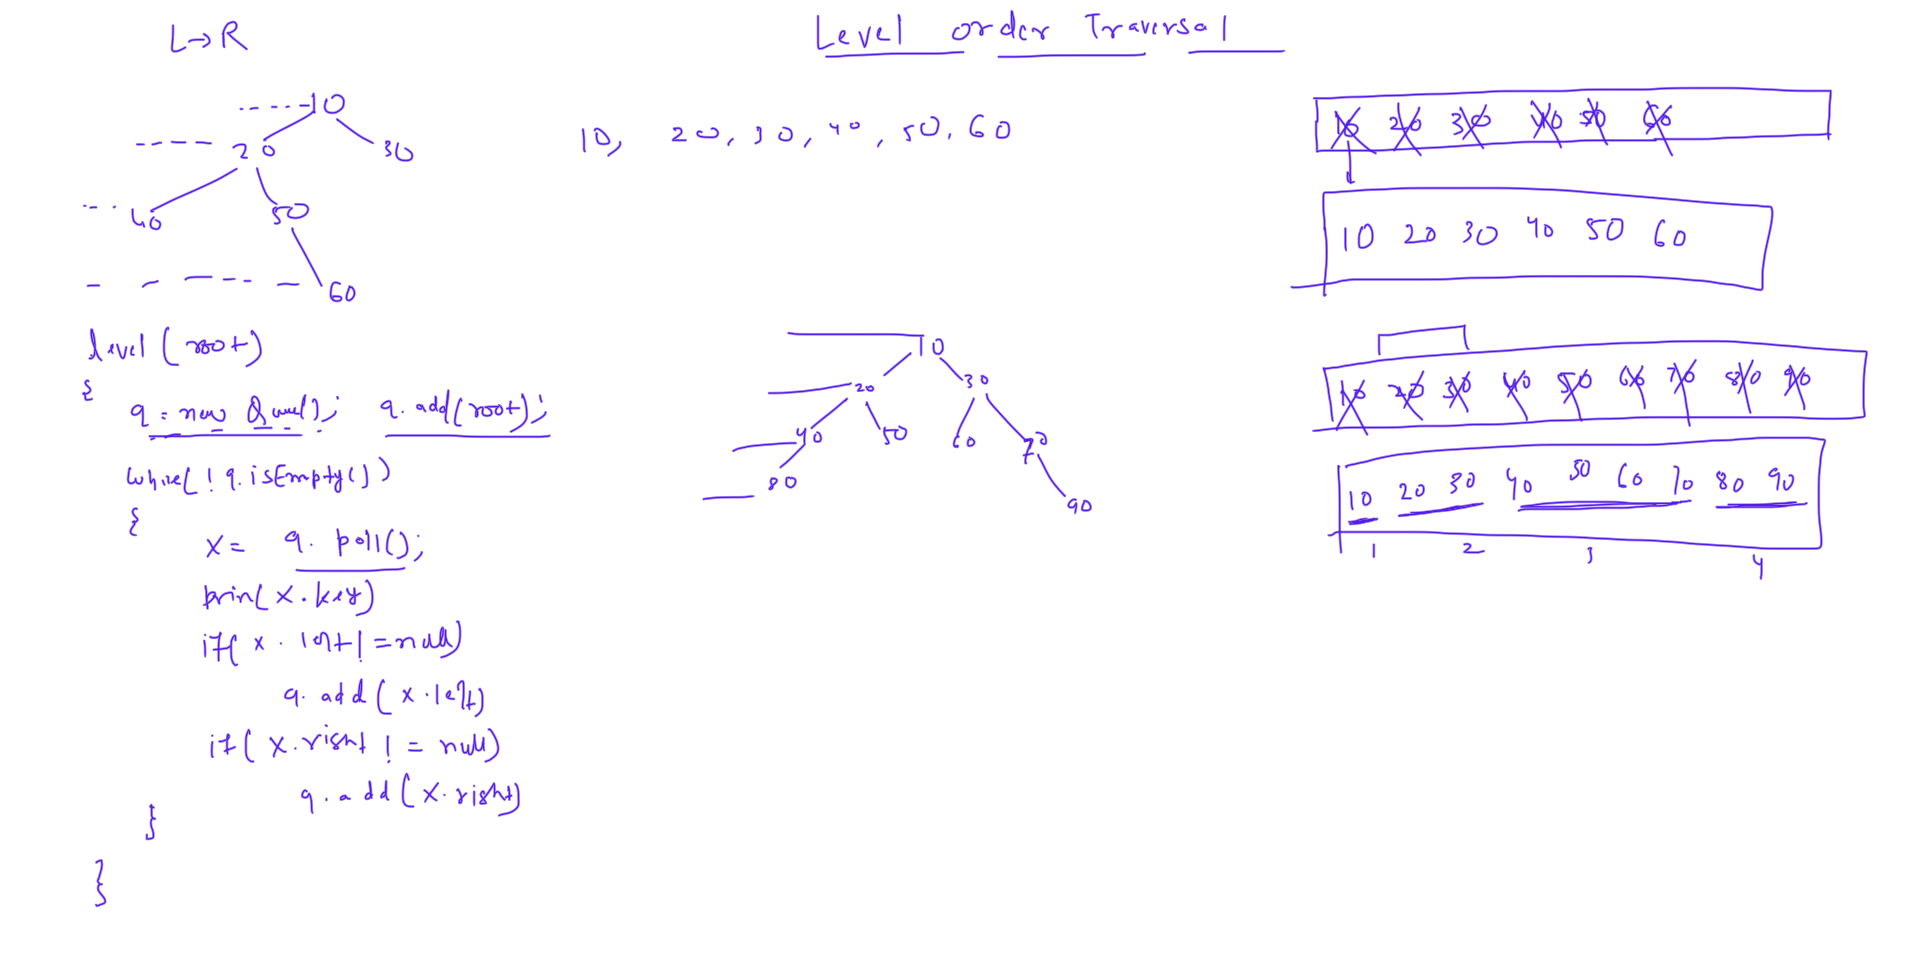 Level order Traversal
L→R
10
20 30
40 50
60
10, 20, 30, 40, 50, 60
10 20 30 40 50 60
10 20 30 40 50 60
level (root)
{
q = new Queue(); q.add(root);
while( ! q.isEmpty())
{
x = q. poll();
prin( x.key)
if( x. left != null)
q. add ( x.left)
if( x.right != null)
q.add ( x.right)
}
}
10
20 30
40 50 60 70
80 90
10 20 30 40 50 60 70 80 90
10 20 30 40 50 60 70 80 90
1 2 3 4